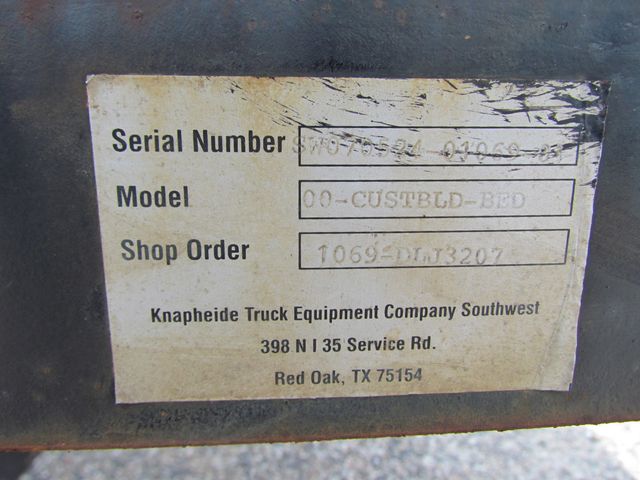 Serial Number
Model 00-CUSTBLD-BED
Shop Order 1069-DLJ3207
Knapheide Truck Equipment Company Southwest
398 N I 35 Service Rd.
Red Oak, TX 75154